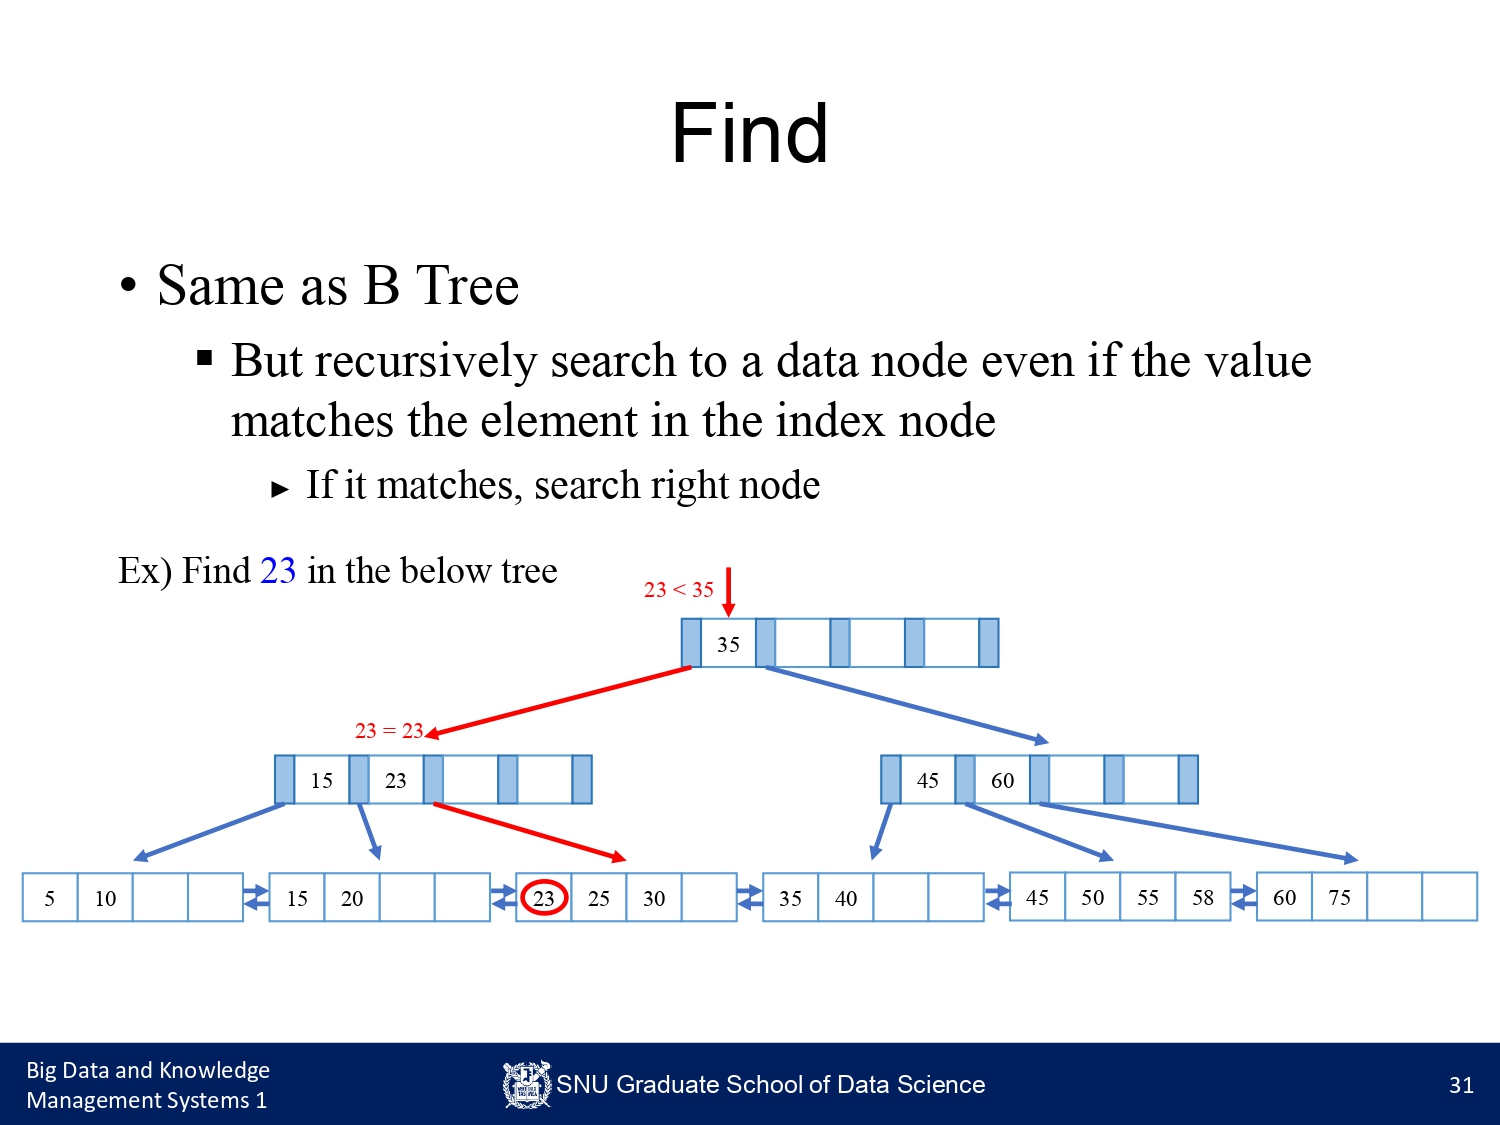 Find
• Same as B Tree
▪ But recursively search to a data node even if the value
matches the element in the index node
► If it matches, search right node
Ex) Find 23 in the below tree
23 < 35
35
23 = 23
15 23
45 60
5 10
15 20
23 25 30
35 40
45 50 55 58
60 75
Big Data and Knowledge
Management Systems 1
SNU Graduate School of Data Science
31